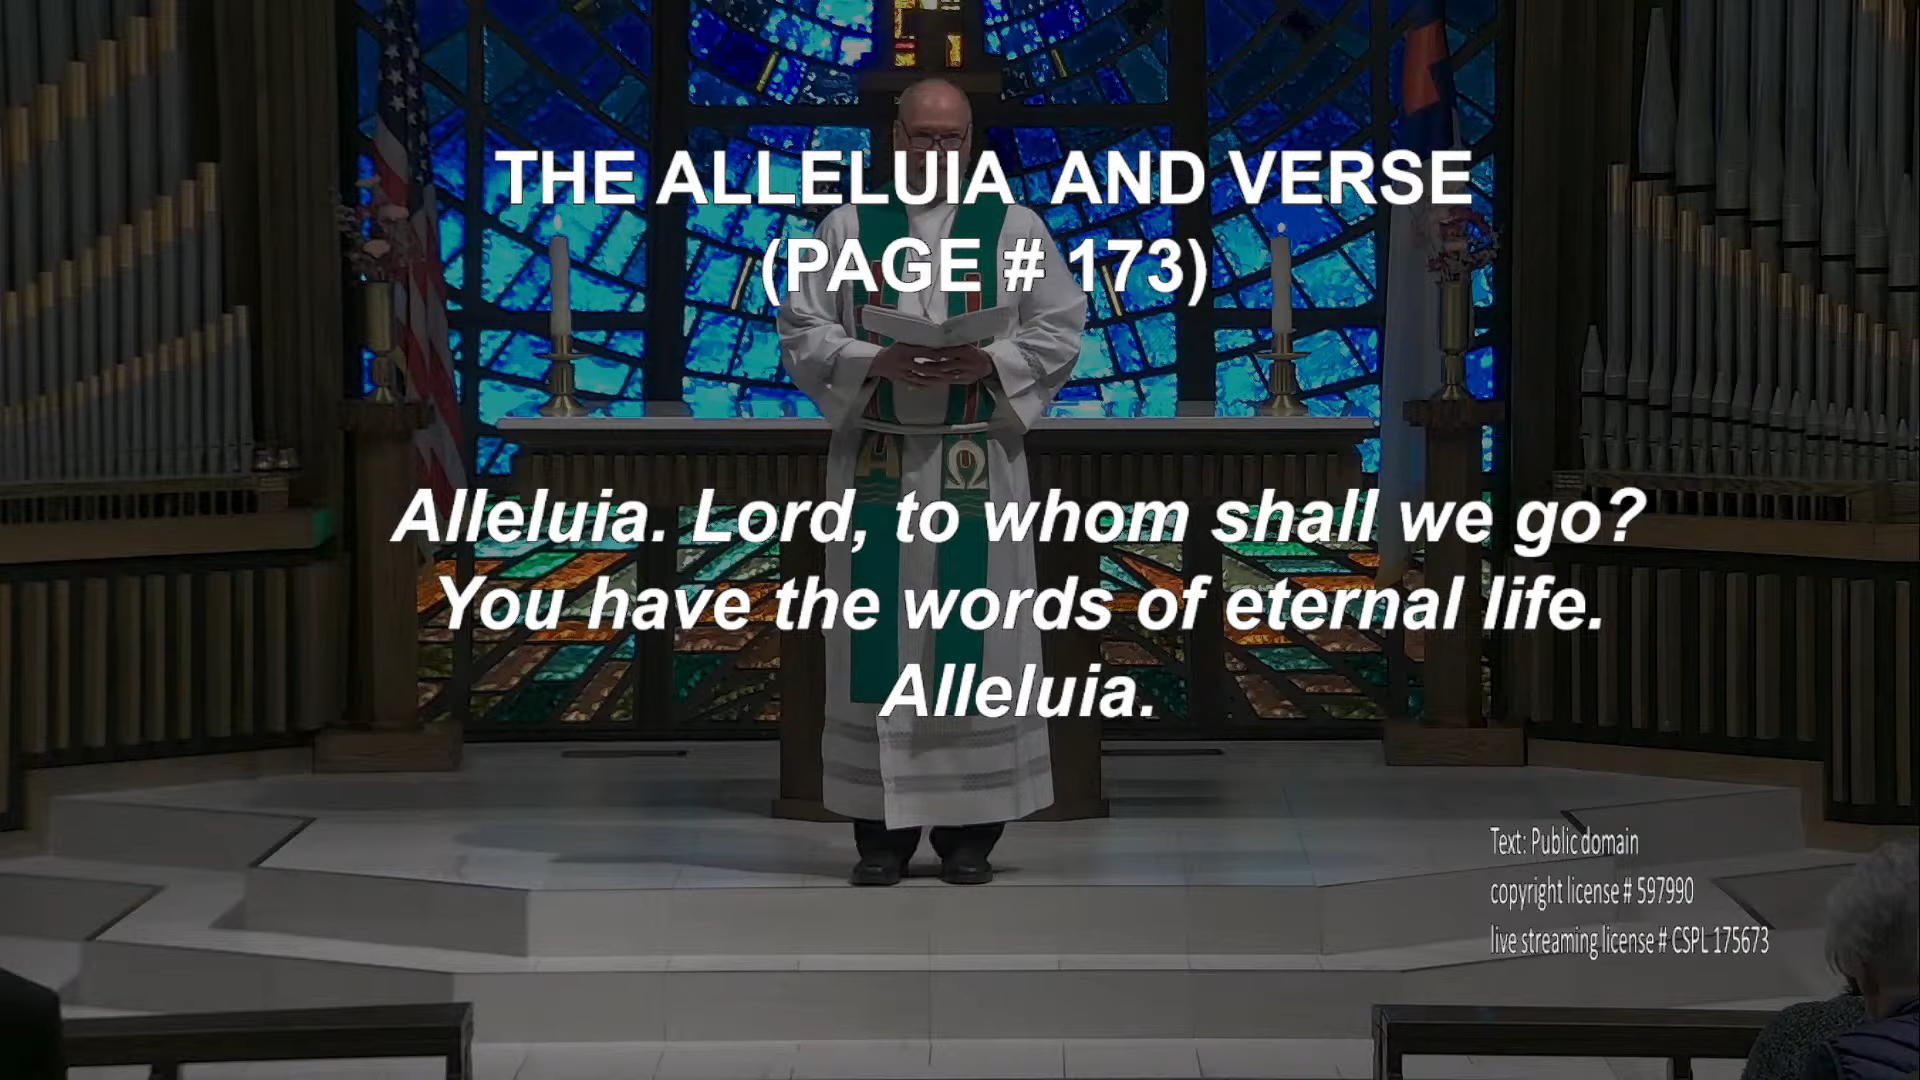 THE ALLELUIA AND VERSE
(PAGE # 173)
Alleluia. Lord, to whom shall we go?
You have the words of eternal life.
Alleluia.
Text: Public domain
copyright license # 597990
live streaming license # CSPL 175673